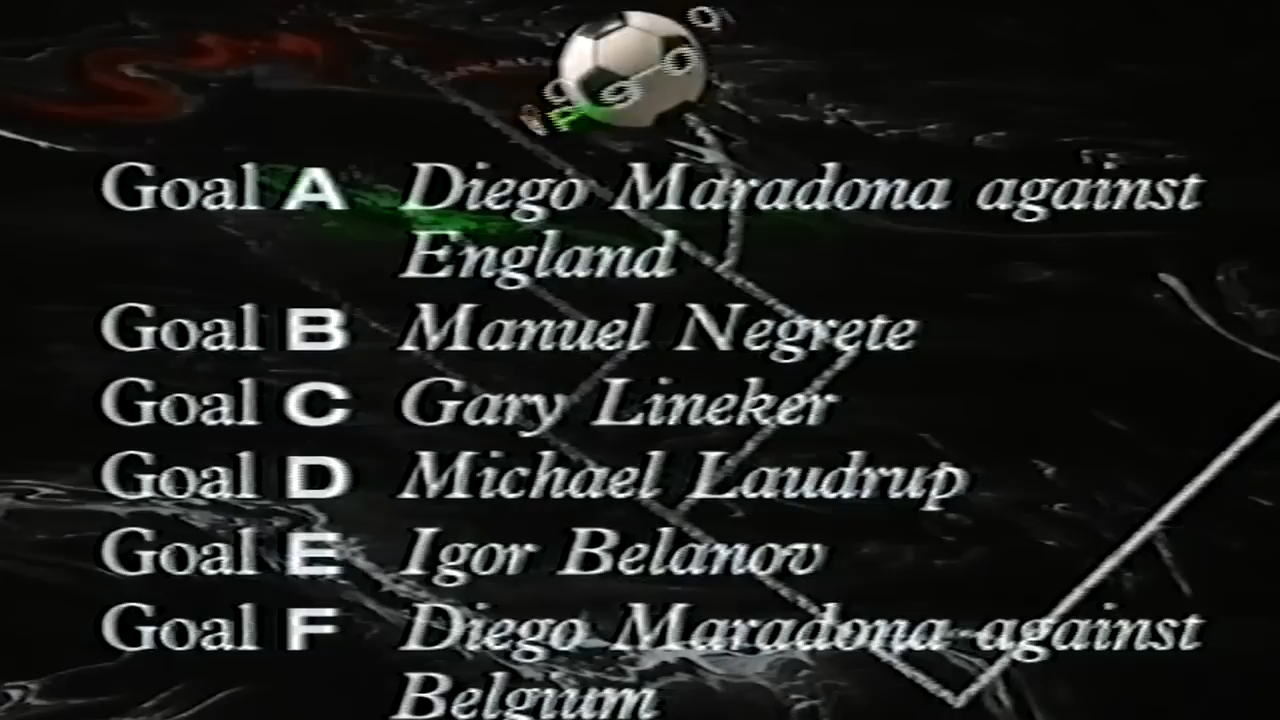 Goal A Diego Maradona against
England
Goal B Manuel Negrete
Goal C Gary Lineker
Goal D Michael Laudrup
Goal E Igor Belanov
Goal F Diego Maradona against
Belgium